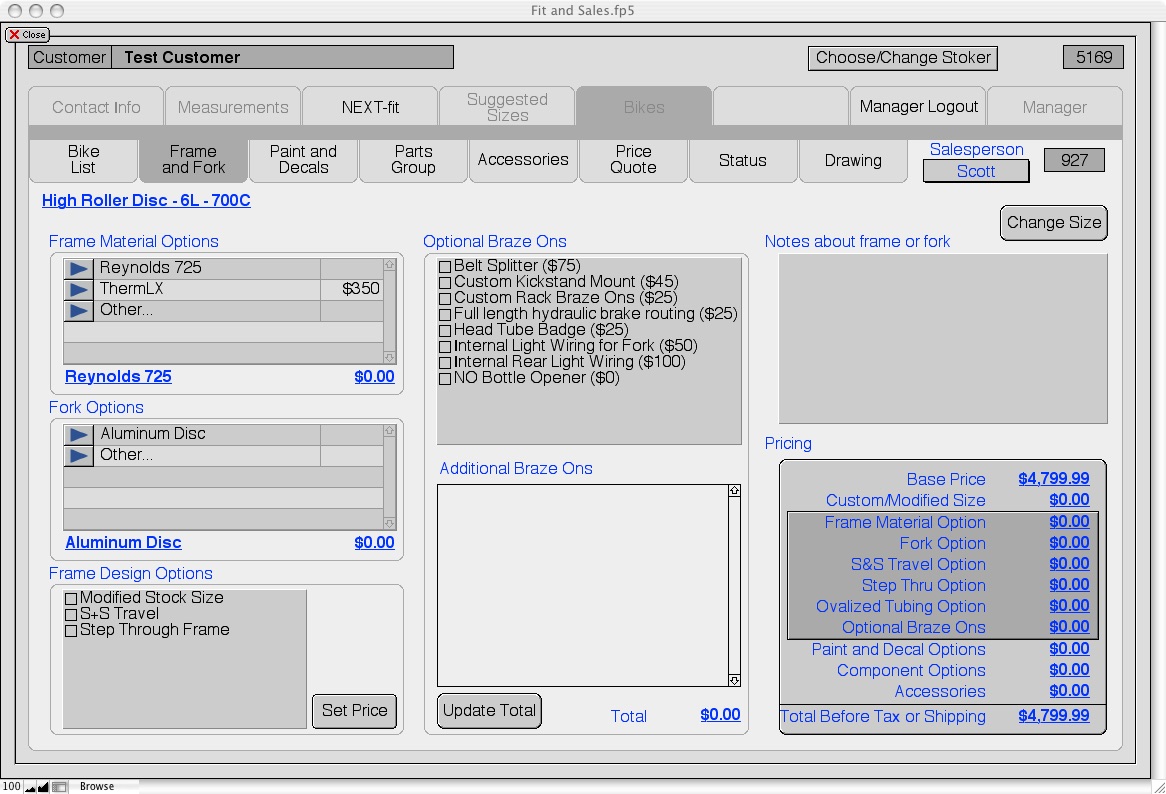 Fit and Sales.fp5
Close
Customer Test Customer
Choose/Change Stoker
5169
Contact Info
Measurements
NEXT-fit
Suggested
Sizes
Bikes
Manager Logout
Manager
Bike
List
Frame
and Fork
Paint and
Decals
Parts
Group
Accessories
Price
Quote
Status
Drawing
Salesperson
Scott
927
High Roller Disc - 6L - 700C
Change Size
Frame Material Options
Reynolds 725
ThermLX $350
Other...
Reynolds 725 $0.00
Fork Options
Aluminum Disc
Other...
Aluminum Disc $0.00
Frame Design Options
Modified Stock Size
S+S Travel
Step Through Frame
Set Price
Optional Braze Ons
Belt Splitter ($75)
Custom Kickstand Mount ($45)
Custom Rack Braze Ons ($25)
Full length hydraulic brake routing ($25)
Head Tube Badge ($25)
Internal Light Wiring for Fork ($50)
Internal Rear Light Wiring ($100)
NO Bottle Opener ($0)
Additional Braze Ons
Update Total
Total $0.00
Notes about frame or fork
Pricing
Base Price $4,799.99
Custom/Modified Size $0.00
Frame Material Option $0.00
Fork Option $0.00
S&S Travel Option $0.00
Step Thru Option $0.00
Ovalized Tubing Option $0.00
Optional Braze Ons $0.00
Paint and Decal Options $0.00
Component Options $0.00
Accessories $0.00
Total Before Tax or Shipping $4,799.99
100
Browse